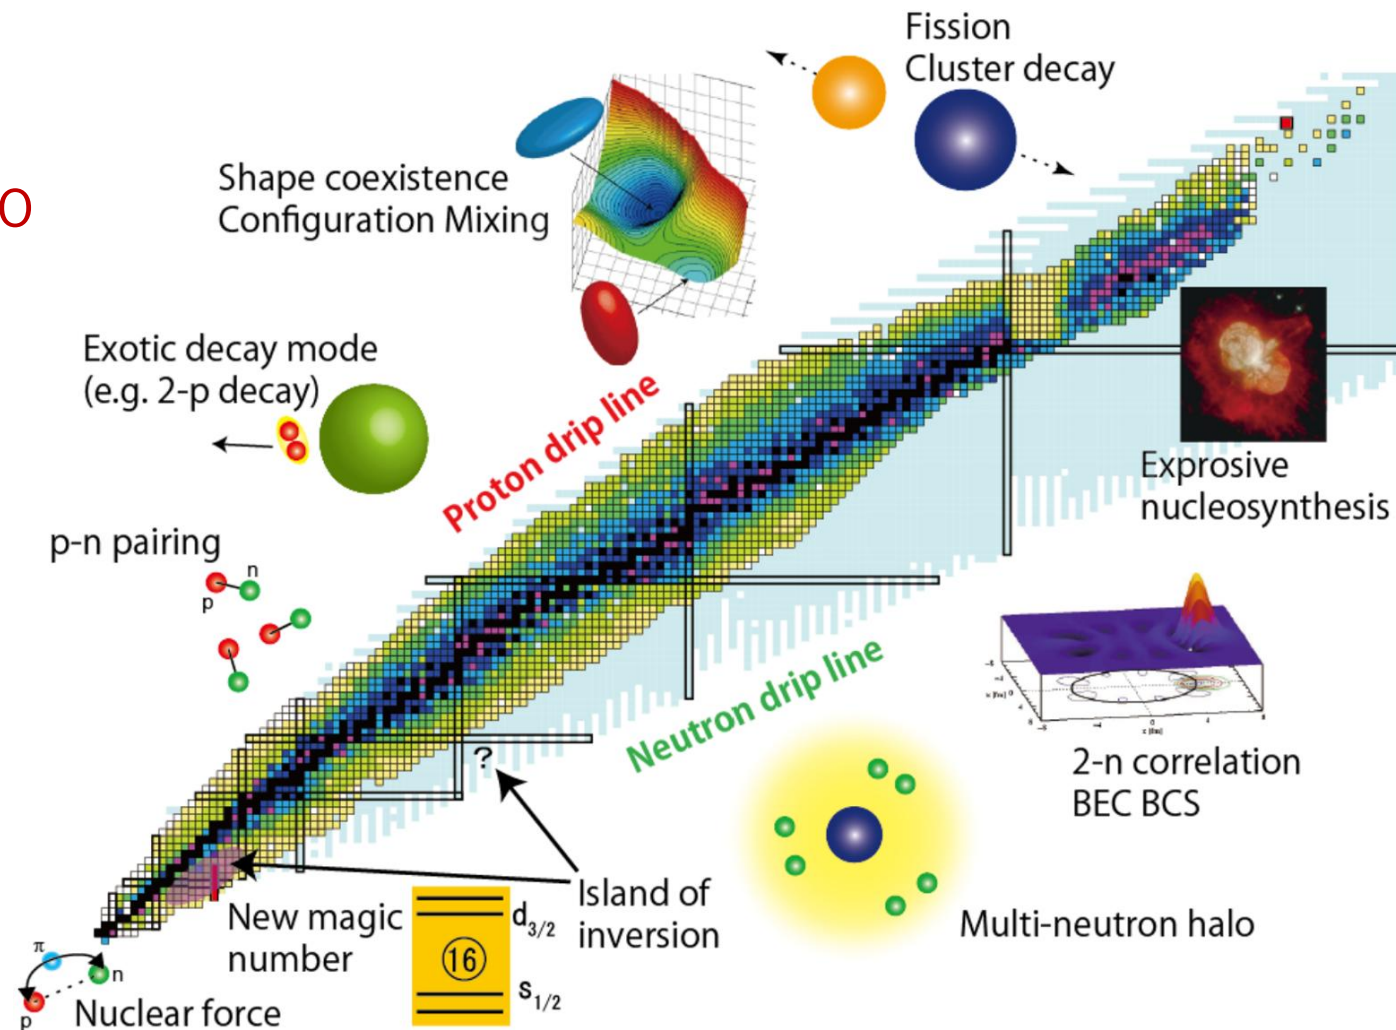 Fission
Cluster decay
Shape coexistence
Configuration Mixing
o
Exotic decay mode
(e.g. 2-p decay)
Proton drip line
Exprosive
nucleosynthesis
p-n pairing
n
p
Neutron drip line
?
2-n correlation
BEC BCS
Island of
inversion
Multi-neutron halo
New magic
number
d3/2
16
s1/2
π
n
p
Nuclear force